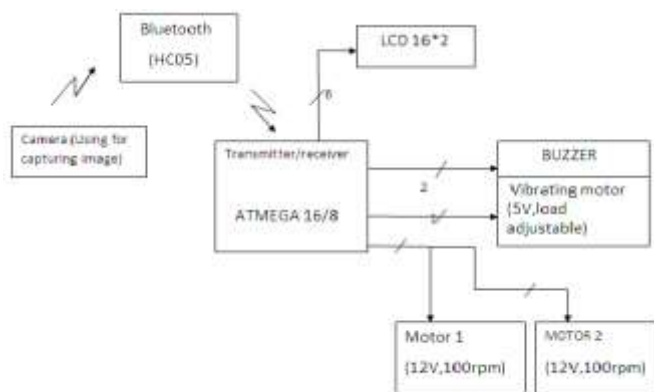 Bluetooth
(HC05)
LCD 16*2
6
Camera (Using for
capturing image)
Transmitter/receiver
ATMEGA 16/8
2
BUZZER
Vibrating motor
(5V,load
adjustable)
Motor 1
(12V,100rpm)
MOTOR 2
(12V,100rpm)